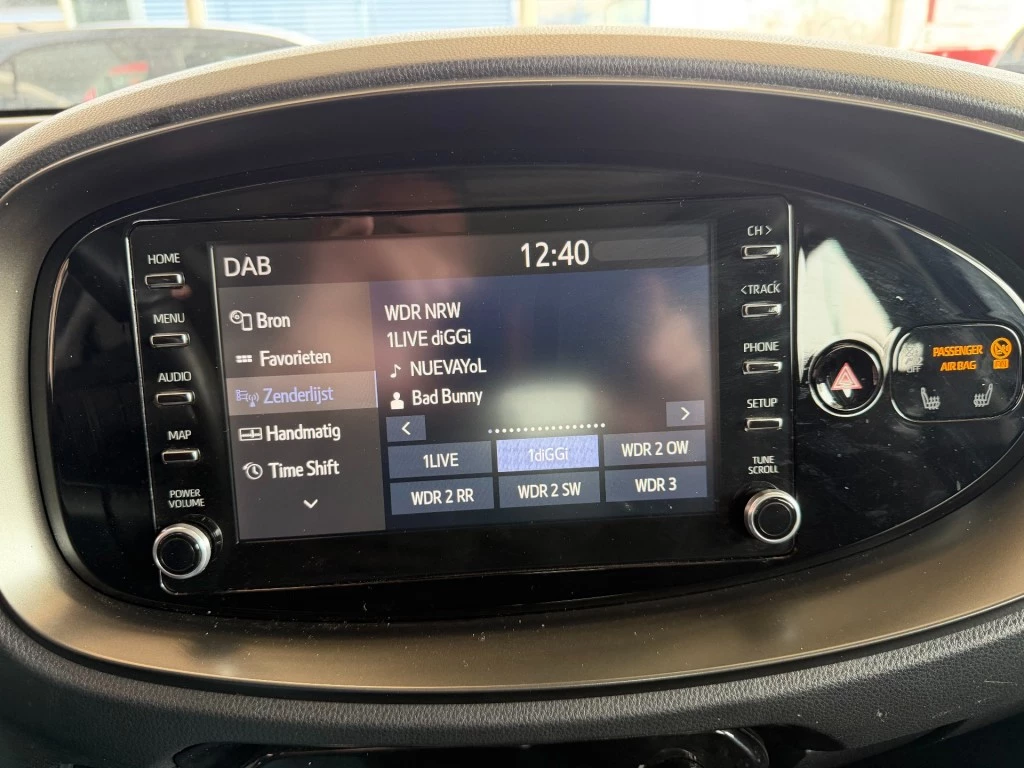 HOME
MENU
AUDIO
MAP
POWER
VOLUME
DAB
12:40
Bron
Favorieten
Zenderlijst
Handmatig
Time Shift
WDR NRW
1LIVE diGGi
NUEVAYoL
Bad Bunny
<
>
1LIVE
1diGGi
WDR 2 OW
WDR 2 RR
WDR 2 SW
WDR 3
CH >
< TRACK
PHONE
SETUP
TUNE
SCROLL
OFF
PASSENGER
AIR BAG